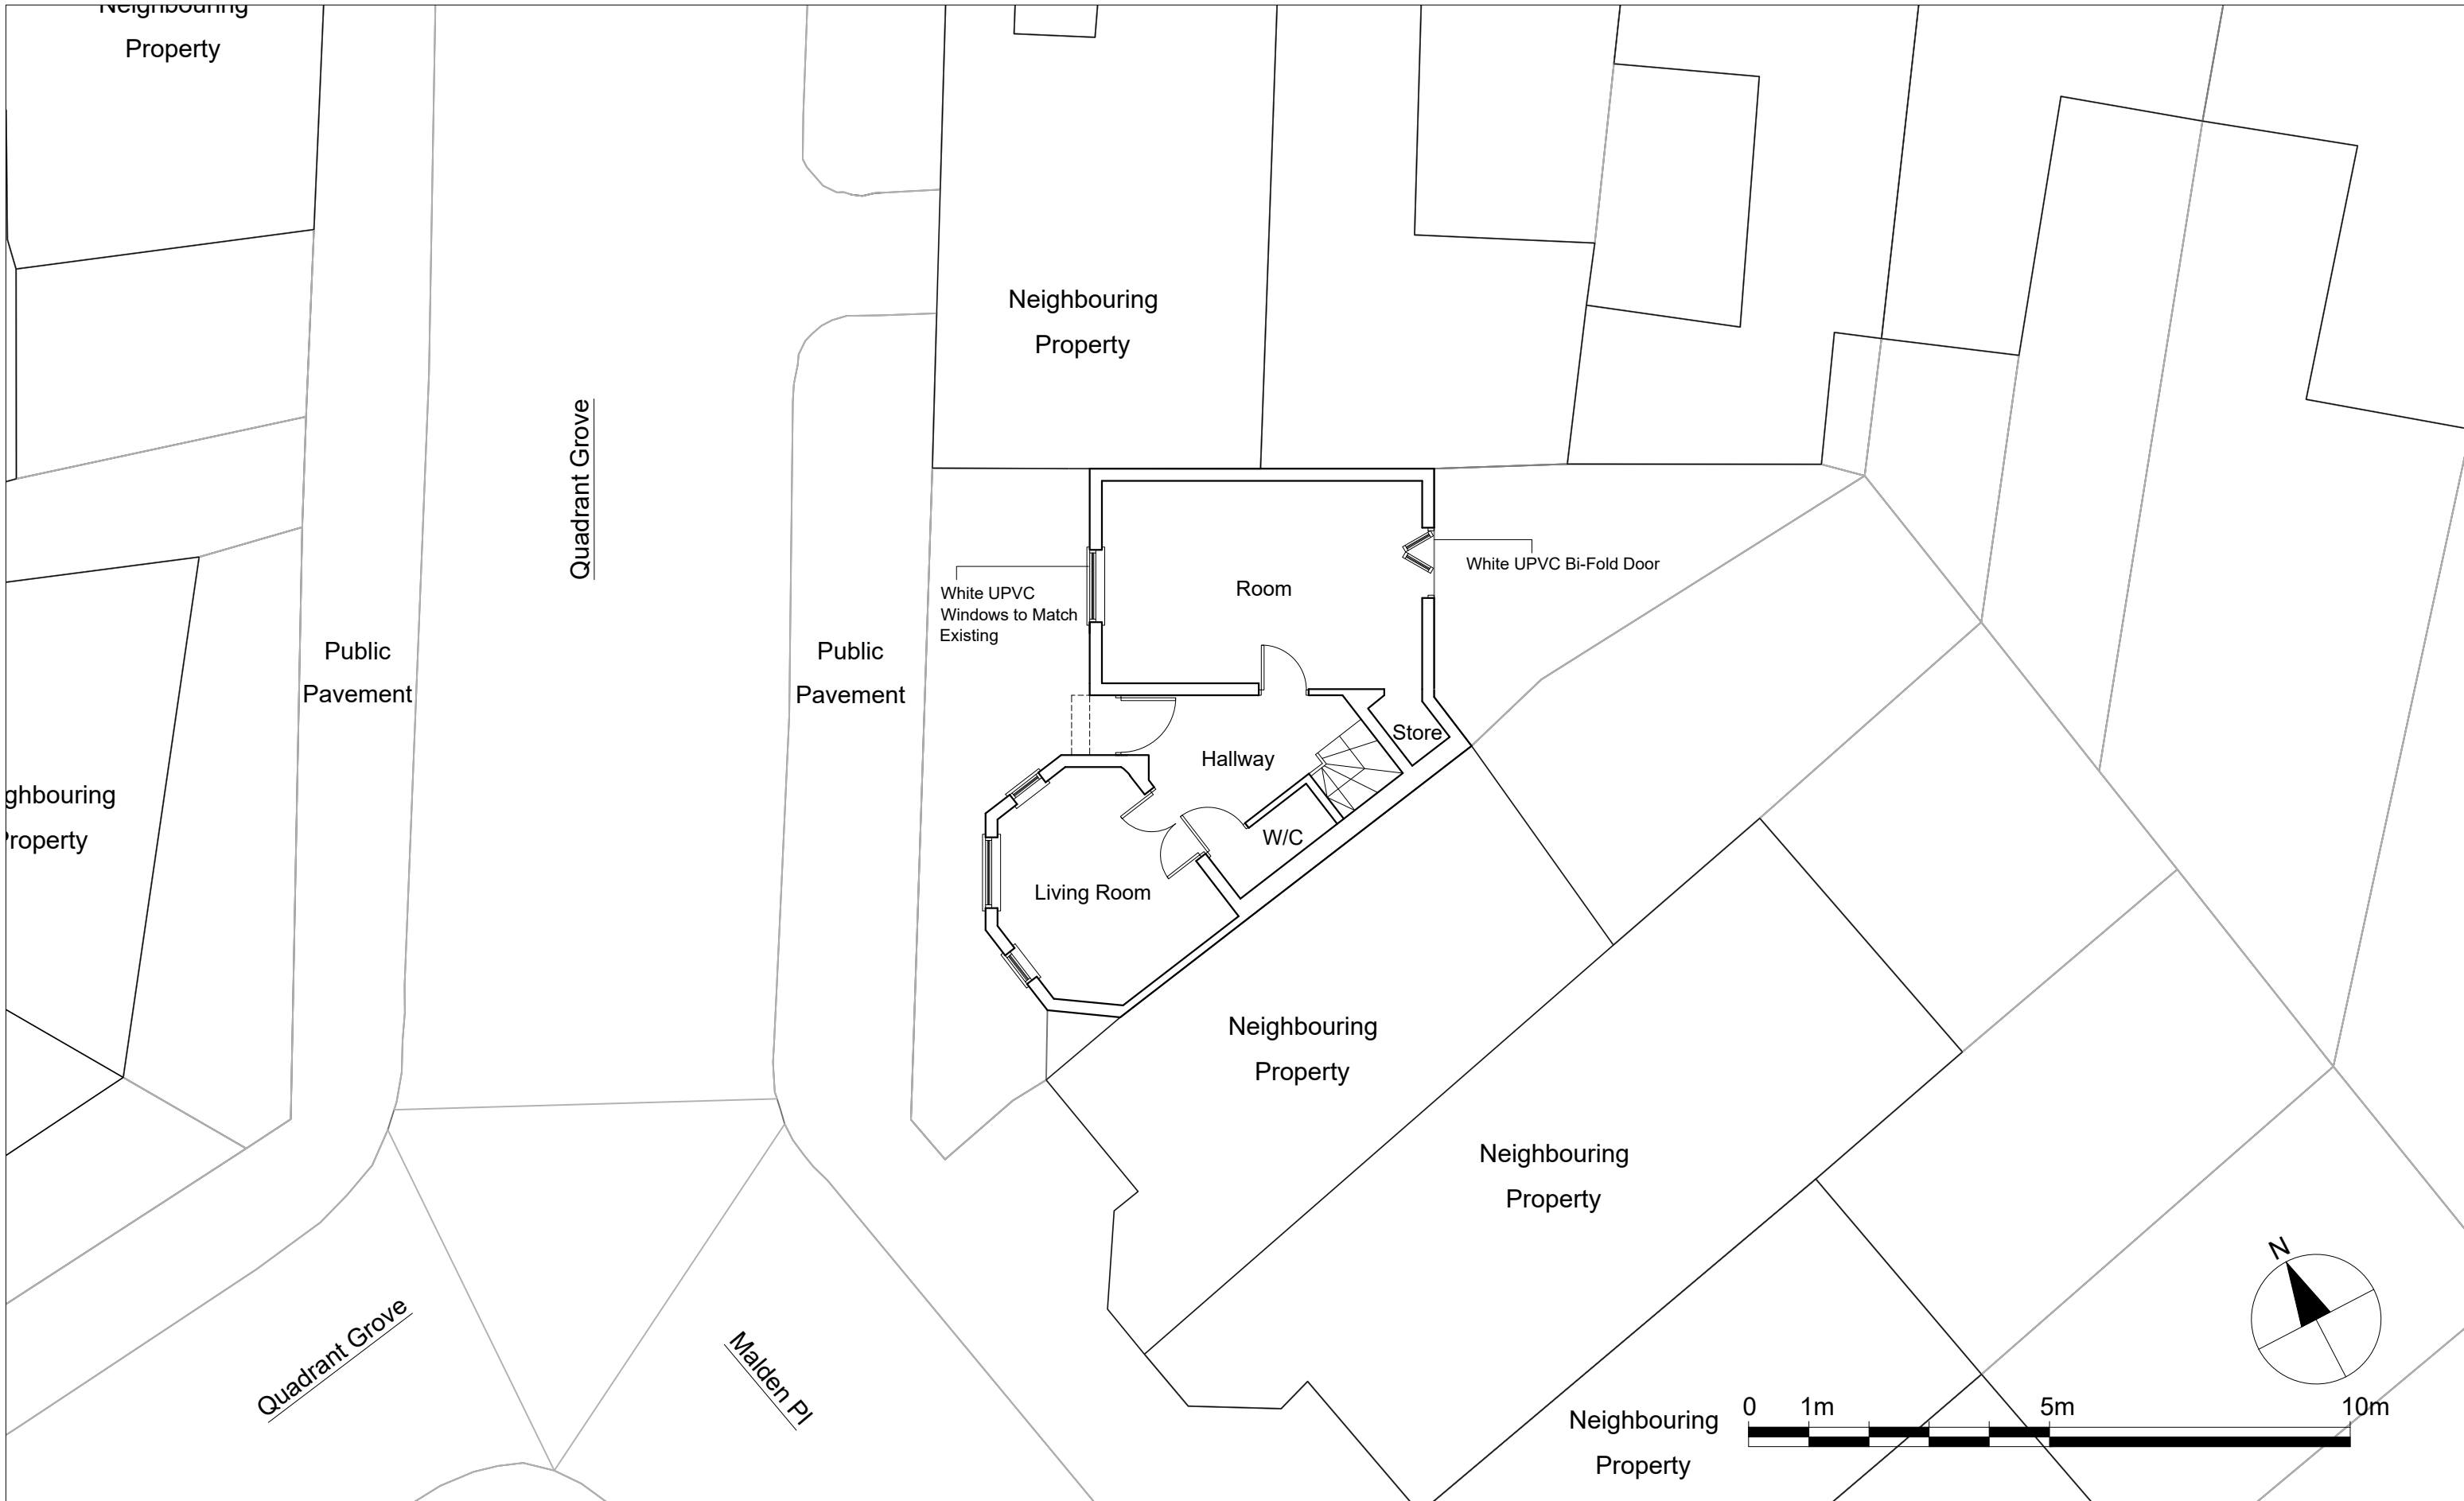 Neighbouring
Property
Neighbouring
Property
Quadrant Grove
White UPVC Bi-Fold Door
Room
White UPVC
Windows to Match
Existing
Public
Pavement
Public
Pavement
Store
Hallway
ghbouring
Property
W/C
Living Room
Neighbouring
Property
Neighbouring
Property
N
Quadrant Grove
Malden Pl
0 1m 5m 10m
Neighbouring
Property